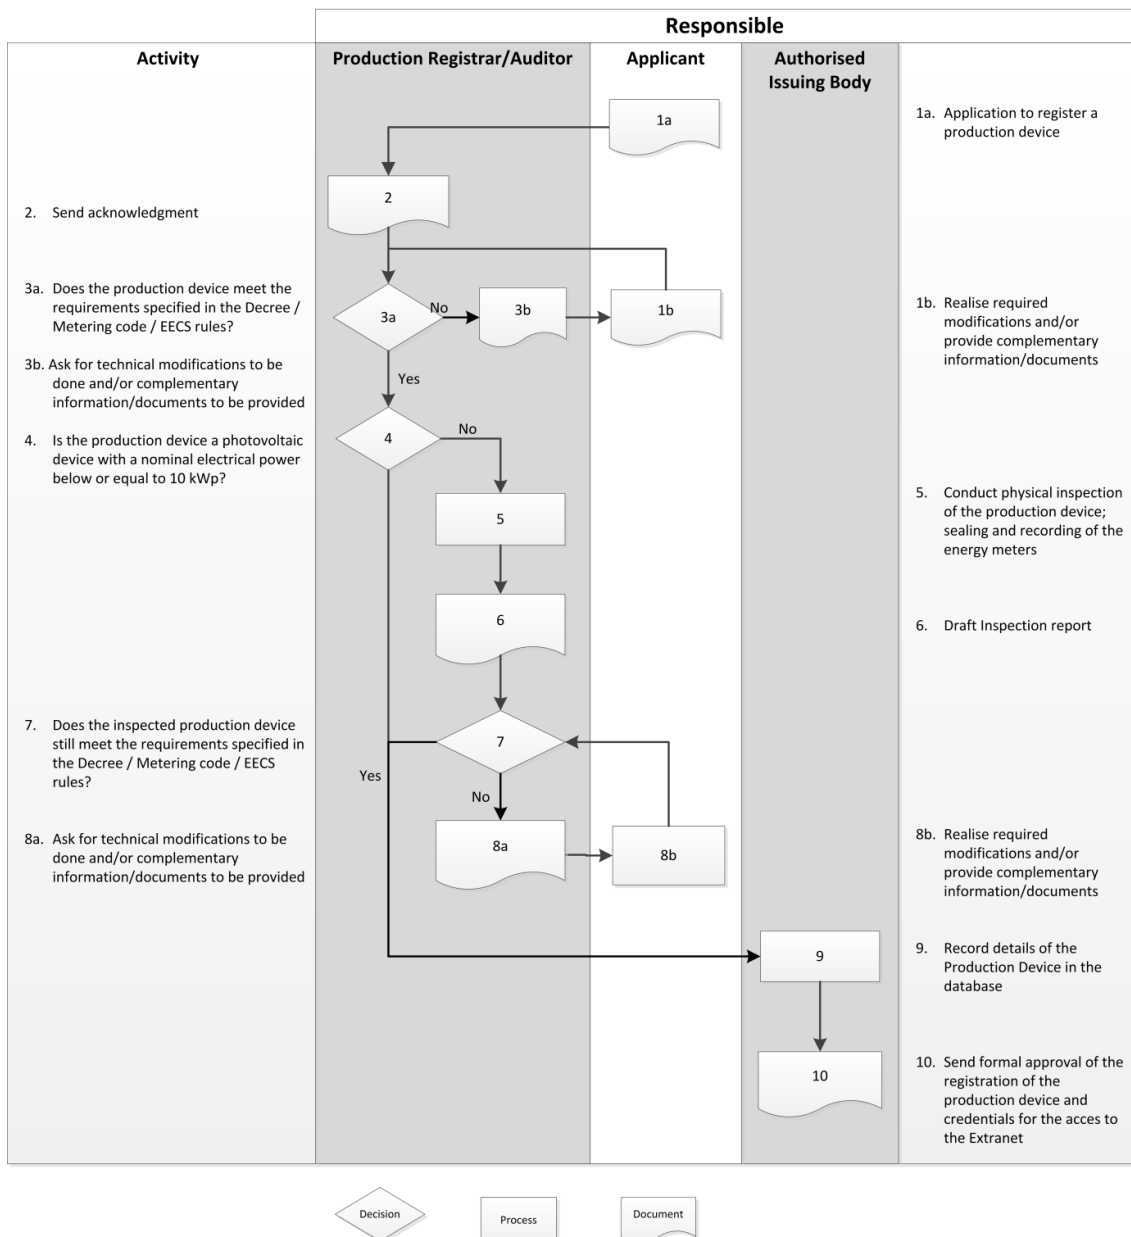 Responsible
Activity
Production Registrar/Auditor
Applicant
Authorised
Issuing Body
1a
1a. Application to register a
production device
2
2. Send acknowledgment
3a. Does the production device meet the
requirements specified in the Decree /
Metering code / EECS rules?
3a
No
3b
1b
1b. Realise required
modifications and/or
provide complementary
information/documents
3b. Ask for technical modifications to be
done and/or complementary
information/documents to be provided
Yes
4. Is the production device a photovoltaic
device with a nominal electrical power
below or equal to 10 kWp?
4
No
5
5. Conduct physical inspection
of the production device;
sealing and recording of the
energy meters
6
6. Draft Inspection report
7. Does the inspected production device
still meet the requirements specified in
the Decree / Metering code / EECS
rules?
7
Yes
No
8a. Ask for technical modifications to be
done and/or complementary
information/documents to be provided
8a
8b
8b. Realise required
modifications and/or
provide complementary
information/documents
9
9. Record details of the
Production Device in the
database
10
10. Send formal approval of the
registration of the
production device and
credentials for the acces to
the Extranet
Decision
Process
Document